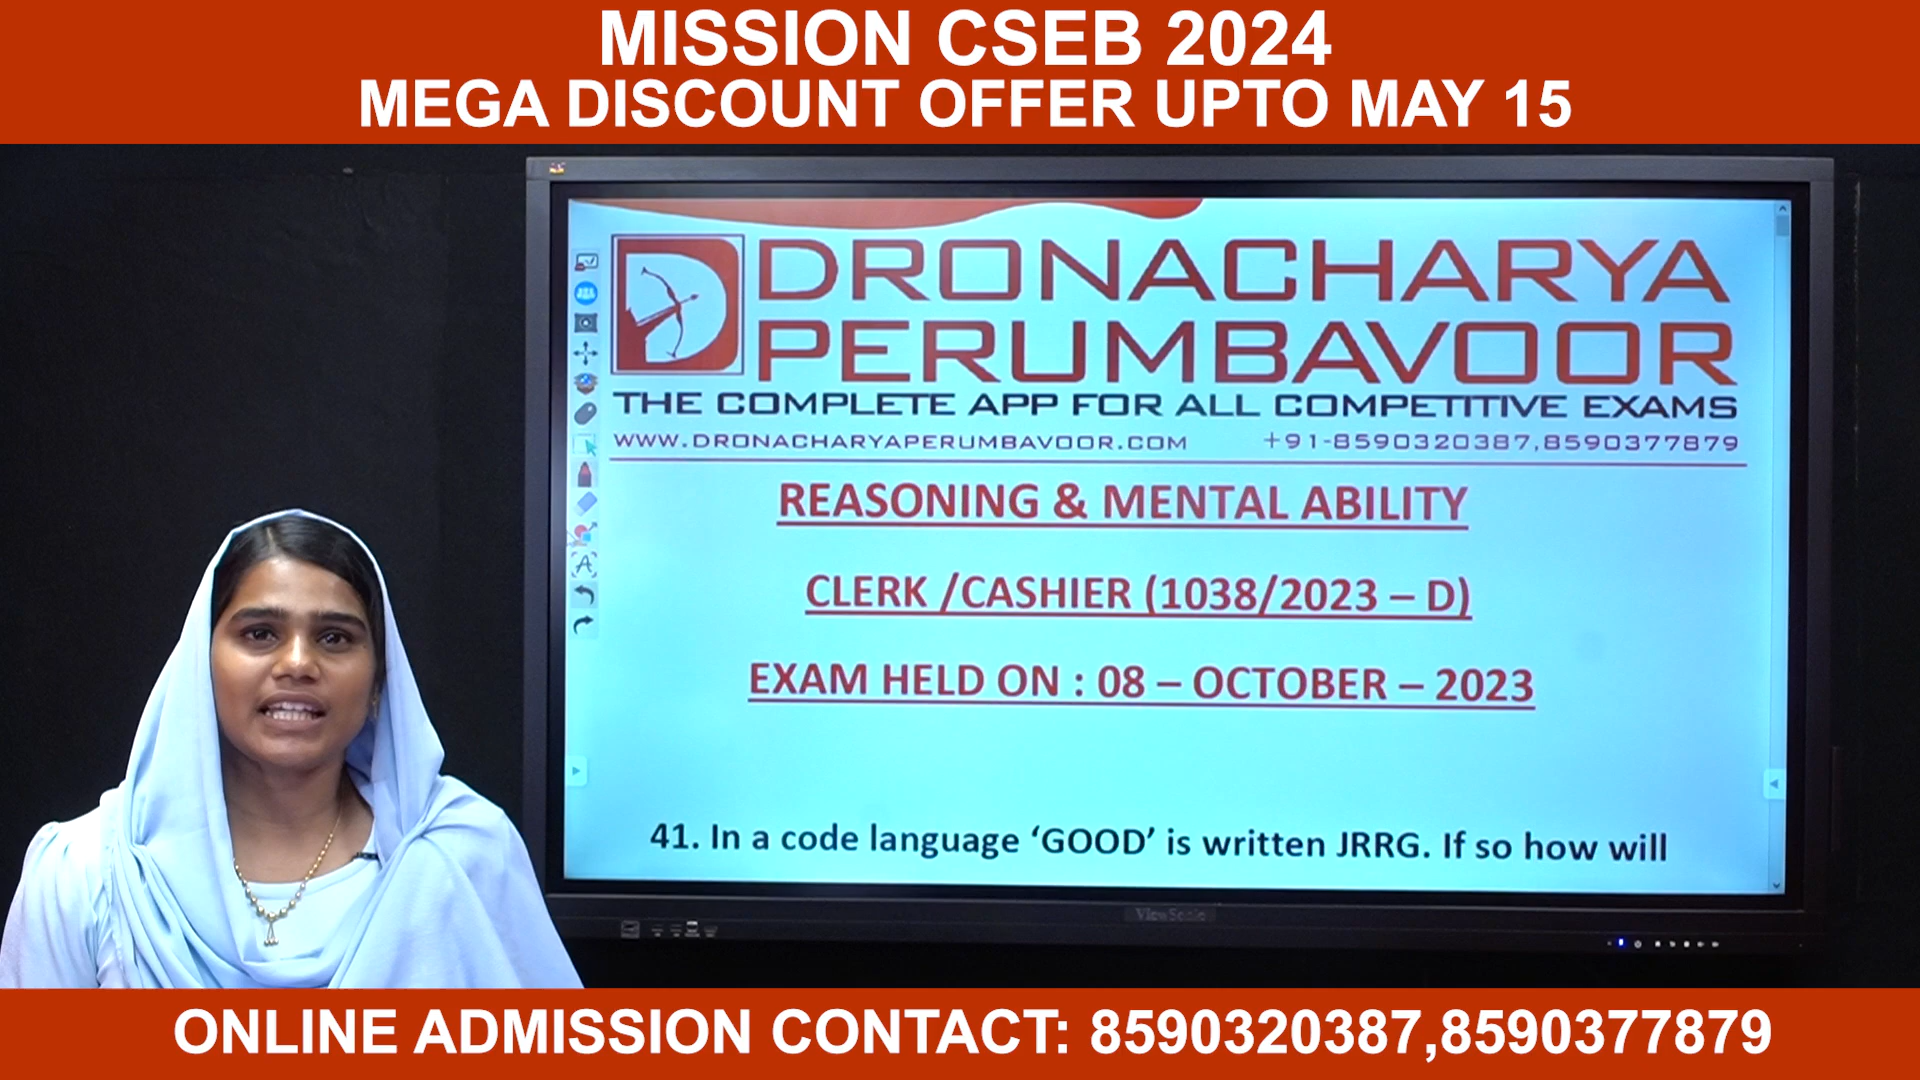 MISSION CSEB 2024
MEGA DISCOUNT OFFER UPTO MAY 15
DRONACHARYA
PERUMBAVOOR
THE COMPLETE APP FOR ALL COMPETITIVE EXAMS
WWW.DRONACHARYAPERUMBAVOOR.COM +91-8590320387,8590377879
REASONING & MENTAL ABILITY
CLERK /CASHIER (1038/2023 – D)
EXAM HELD ON : 08 – OCTOBER – 2023
41. In a code language ‘GOOD’ is written JRRG. If so how will
ViewSonic
ONLINE ADMISSION CONTACT: 8590320387,8590377879